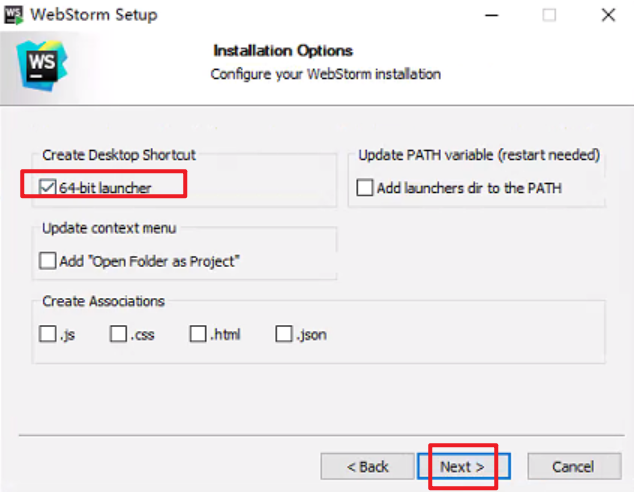 WS WebStorm Setup
WS
Installation Options
Configure your WebStorm installation
Create Desktop Shortcut
64-bit launcher
Update PATH variable (restart needed)
Add launchers dir to the PATH
Update context menu
Add "Open Folder as Project"
Create Associations
.js .css .html .json
< Back Next > Cancel